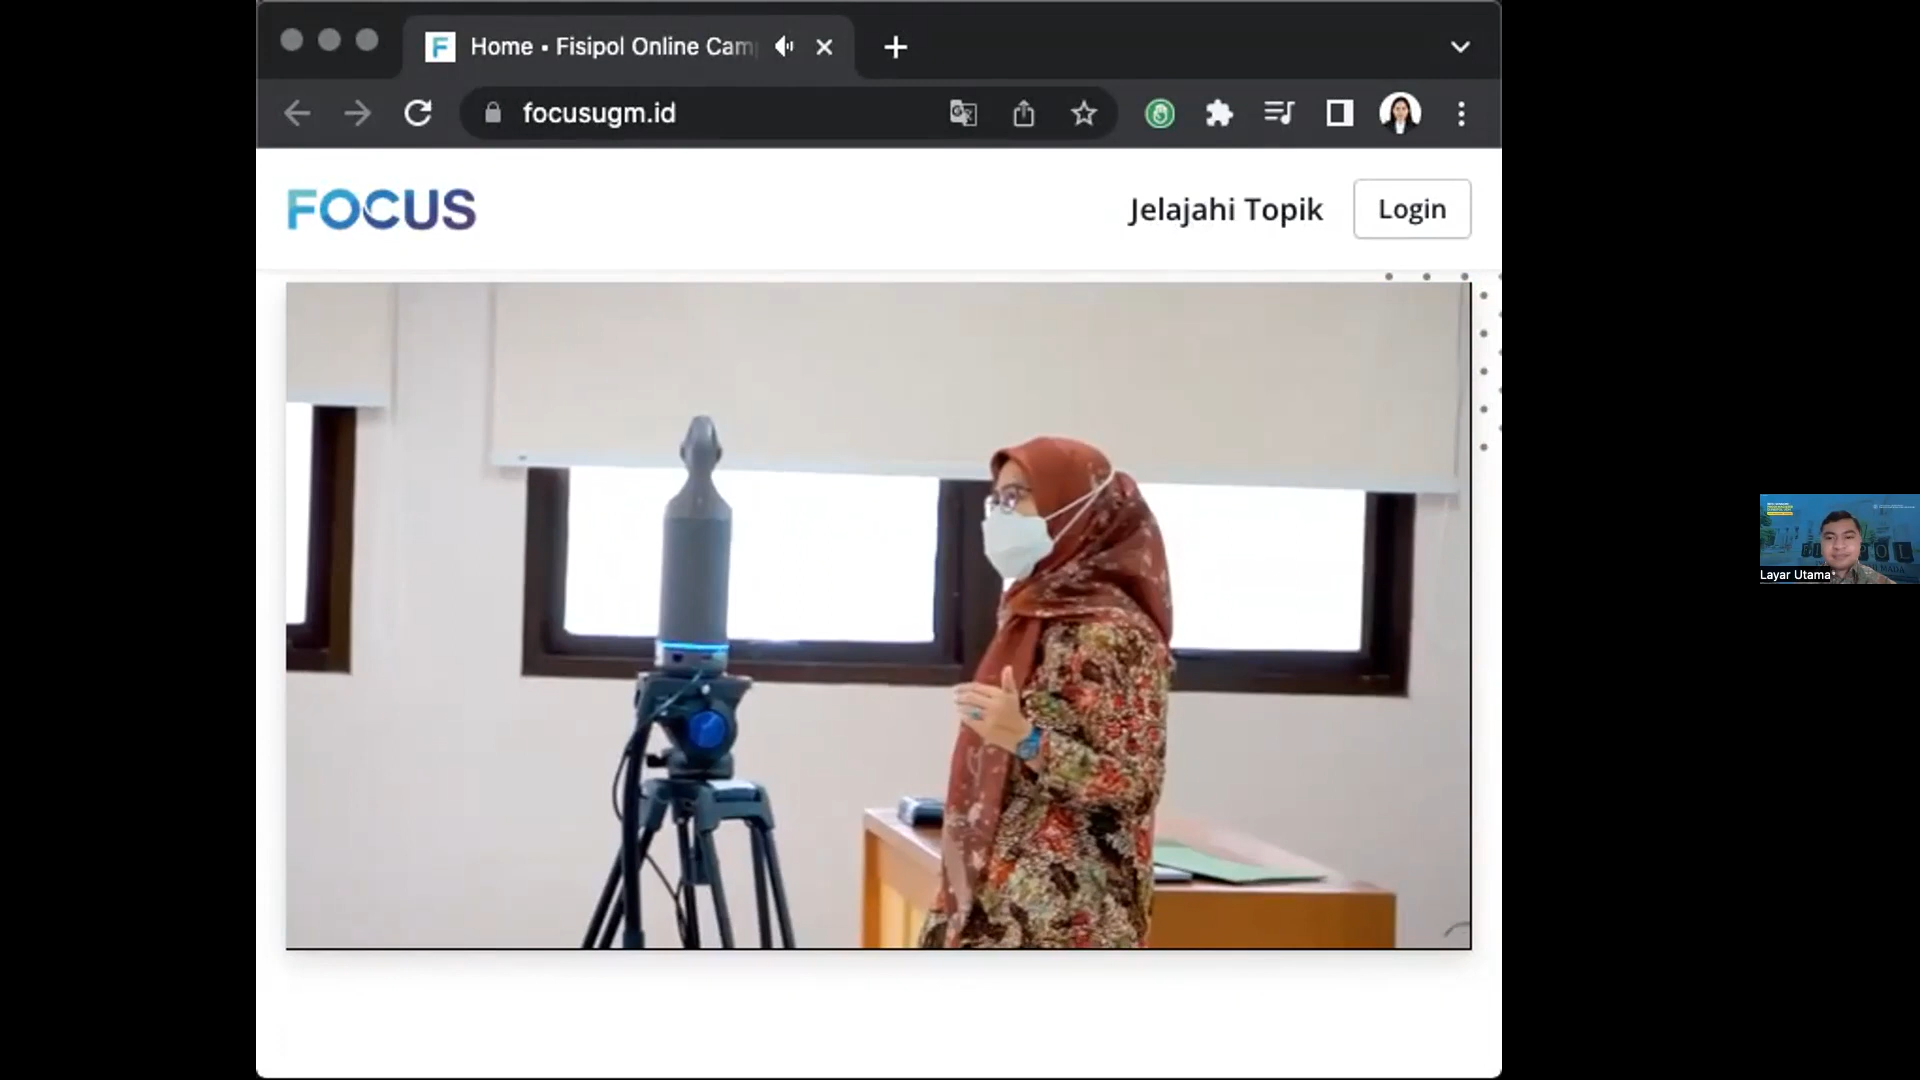 Home • Fisipol Online Cam
focusugm.id
FOCUS
Jelajahi Topik
Login
Layar Utama